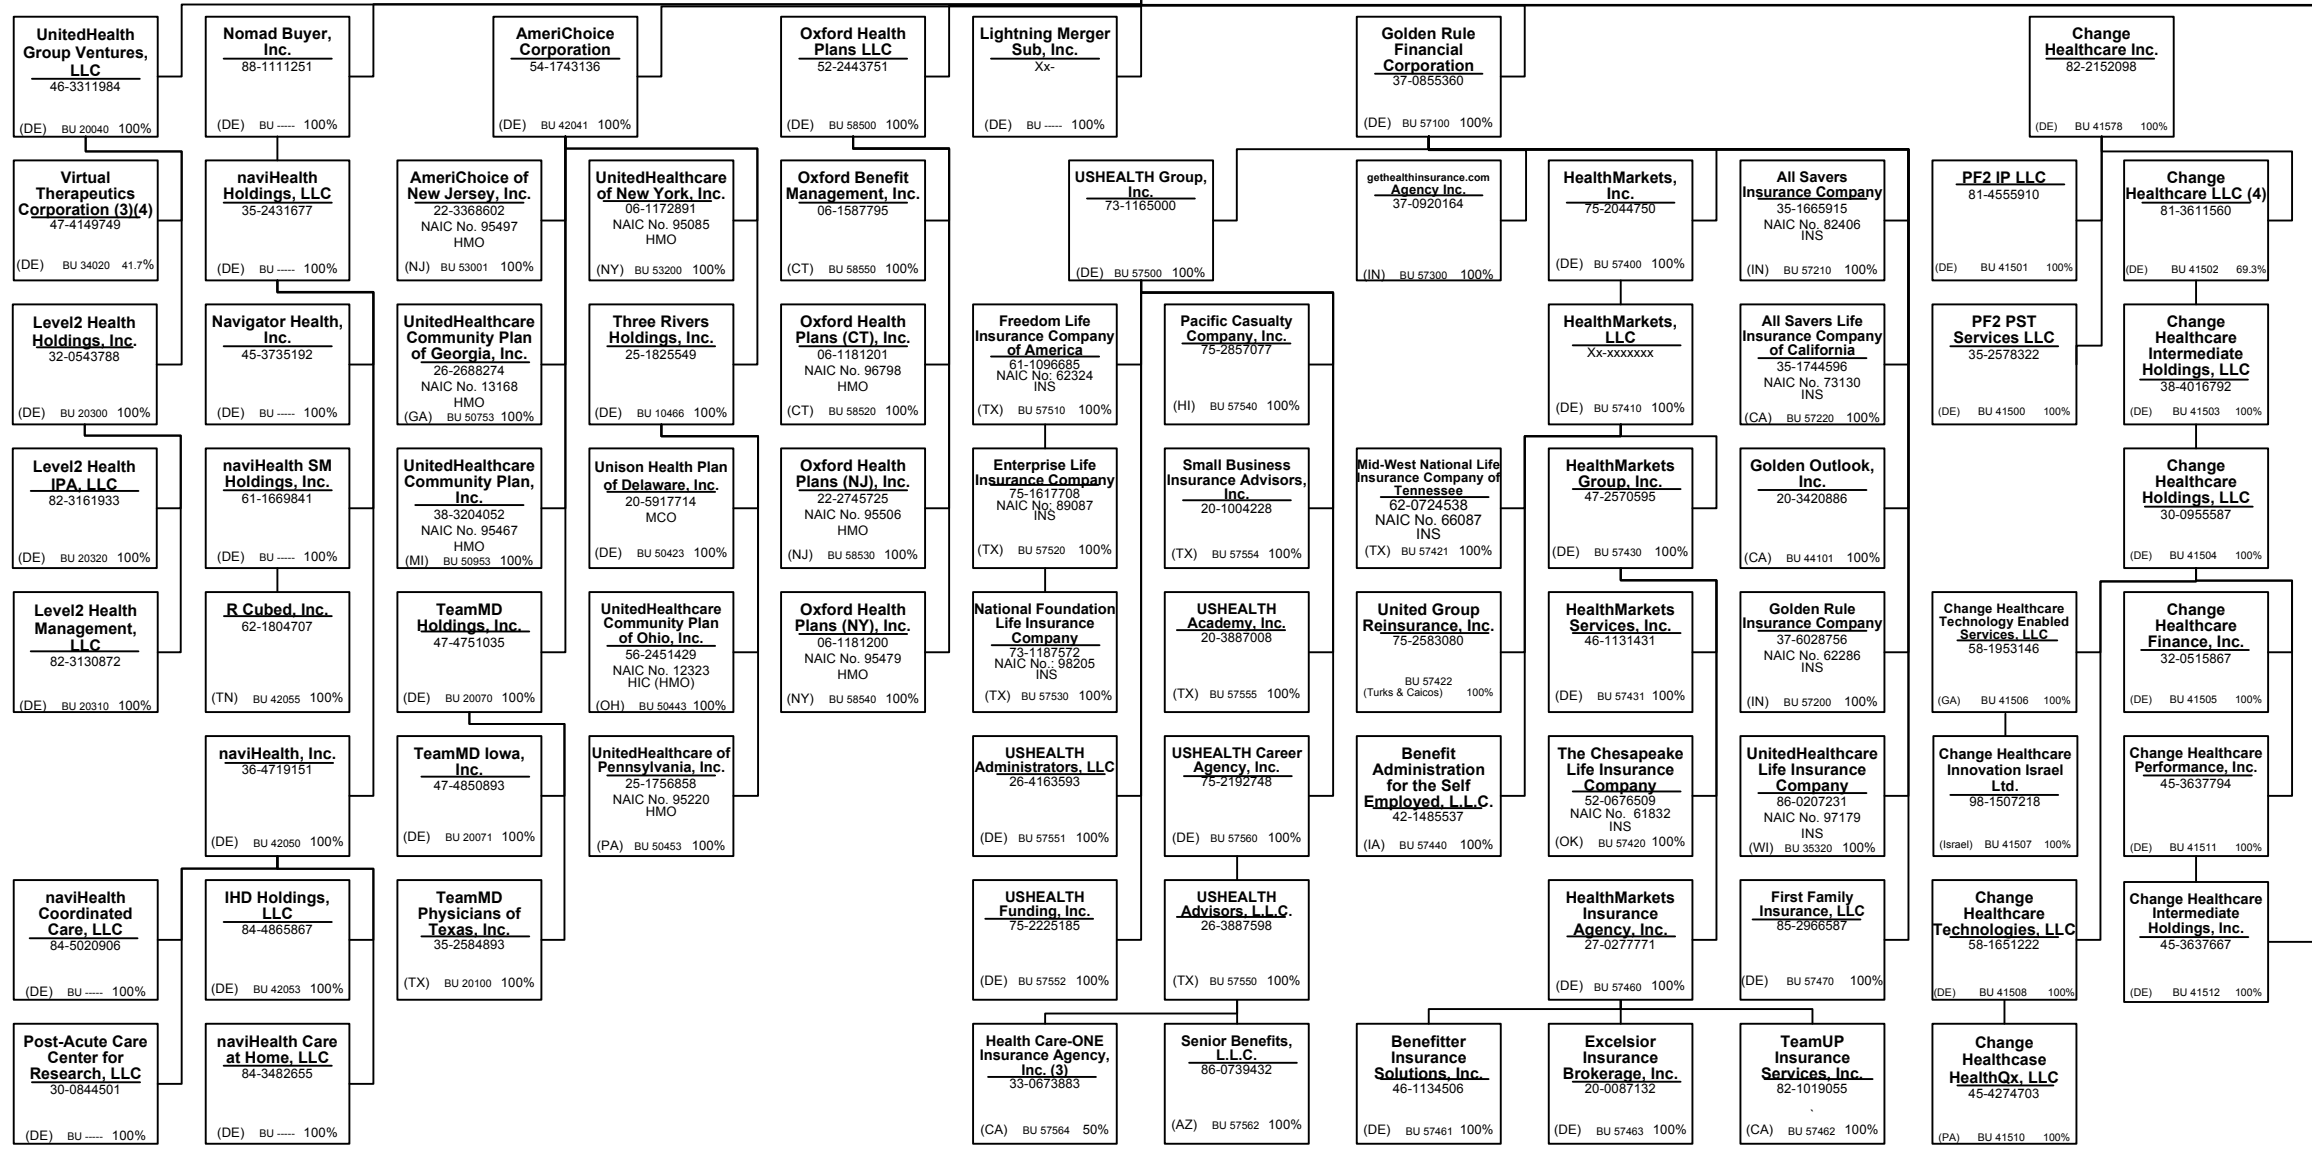 UnitedHealth
Group Ventures,
LLC
46-3311984
(DE) BU 20040 100%
Nomad Buyer,
Inc.
88-1111251
(DE) BU ----- 100%
AmeriChoice
Corporation
54-1743136
(DE) BU 42041 100%
Oxford Health
Plans LLC
52-2443751
(DE) BU 58500 100%
Lightning Merger
Sub, Inc.
Xx-
(DE) BU ----- 100%
Golden Rule
Financial
Corporation
37-0855360
(DE) BU 57100 100%
Change
Healthcare Inc.
82-2152098
(DE) BU 41578 100%
Virtual
Therapeutics
Corporation (3)(4)
47-4149749
(DE) BU 34020 41.7%
naviHealth
Holdings, LLC
35-2431677
(DE) BU ----- 100%
AmeriChoice of
New Jersey, Inc.
22-3368602
NAIC No. 95497
HMO
(NJ) BU 53001 100%
UnitedHealthcare
of New York, Inc.
06-1172891
NAIC No. 95085
HMO
(NY) BU 53200 100%
Oxford Benefit
Management, Inc.
06-1587795
(CT) BU 58550 100%
USHEALTH Group,
Inc.
73-1165000
(DE) BU 57500 100%
gethealthinsurance.com
Agency Inc.
37-0920164
(IN) BU 57300 100%
HealthMarkets,
Inc.
75-2044750
(DE) BU 57400 100%
All Savers
Insurance Company
35-1665915
NAIC No. 82406
INS
(IN) BU 57210 100%
PF2 IP LLC
81-4555910
(DE) BU 41501 100%
Change
Healthcare LLC (4)
81-3611560
(DE) BU 41502 69.3%
Level2 Health
Holdings, Inc.
32-0543788
(DE) BU 20300 100%
Navigator Health,
Inc.
45-3735192
(DE) BU ----- 100%
UnitedHealthcare
Community Plan
of Georgia, Inc.
26-2688274
NAIC No. 13168
HMO
(GA) BU 50753 100%
Three Rivers
Holdings, Inc.
25-1825549
(DE) BU 10466 100%
Oxford Health
Plans (CT), Inc.
06-1181201
NAIC No. 96798
HMO
(CT) BU 58520 100%
Freedom Life
Insurance Company
of America
61-1096685
NAIC No: 62324
INS
(TX) BU 57510 100%
Pacific Casualty
Company, Inc.
75-2857077
(HI) BU 57540 100%
HealthMarkets,
LLC
Xx-xxxxxxx
(DE) BU 57410 100%
All Savers Life
Insurance Company
of California
35-1744596
NAIC No. 73130
INS
(CA) BU 57220 100%
PF2 PST
Services LLC
35-2578322
(DE) BU 41500 100%
Change
Healthcare
Intermediate
Holdings, LLC
38-4016792
(DE) BU 41503 100%
Level2 Health
IPA, LLC
82-3161933
(DE) BU 20320 100%
naviHealth SM
Holdings, Inc.
61-1669841
(DE) BU ----- 100%
UnitedHealthcare
Community Plan,
Inc.
38-3204052
NAIC No. 95467
HMO
(MI) BU 50953 100%
Unison Health Plan
of Delaware, Inc.
20-5917714
MCO
(DE) BU 50423 100%
Oxford Health
Plans (NJ), Inc.
22-2745725
NAIC No. 95506
HMO
(NJ) BU 58530 100%
Enterprise Life
Insurance Company
75-1617708
NAIC No: 89087
INS
(TX) BU 57520 100%
Small Business
Insurance Advisors,
Inc.
20-1004228
(TX) BU 57554 100%
Mid-West National Life
Insurance Company of
Tennessee
62-0724538
NAIC No. 66087
INS
(TX) BU 57421 100%
HealthMarkets
Group, Inc.
47-2570595
(DE) BU 57430 100%
Golden Outlook,
Inc.
20-3420886
(CA) BU 44101 100%
Change
Healthcare
Holdings, LLC
30-0955587
(DE) BU 41504 100%
Level2 Health
Management,
LLC
82-3130872
(DE) BU 20310 100%
R Cubed, Inc.
62-1804707
(TN) BU 42055 100%
TeamMD
Holdings, Inc.
47-4751035
(DE) BU 20070 100%
UnitedHealthcare
Community Plan
of Ohio, Inc.
56-2451429
NAIC No. 12323
HIC (HMO)
(OH) BU 50443 100%
Oxford Health
Plans (NY), Inc.
06-1181200
NAIC No. 95479
HMO
(NY) BU 58540 100%
National Foundation
Life Insurance
Company
73-1187572
NAIC No.: 98205
INS
(TX) BU 57530 100%
USHEALTH
Academy, Inc.
20-3887008
(TX) BU 57555 100%
United Group
Reinsurance, Inc.
75-2583080
BU 57422
(Turks & Caicos) 100%
HealthMarkets
Services, Inc.
46-1131431
(DE) BU 57431 100%
Golden Rule
Insurance Company
37-6028756
NAIC No. 62286
INS
(IN) BU 57200 100%
Change Healthcare
Technology Enabled
Services, LLC
58-1953146
(GA) BU 41506 100%
Change
Healthcare
Finance, Inc.
32-0515867
(DE) BU 41505 100%
naviHealth, Inc.
36-4719151
(DE) BU 42050 100%
TeamMD Iowa,
Inc.
47-4850893
(DE) BU 20071 100%
UnitedHealthcare of
Pennsylvania, Inc.
25-1756858
NAIC No. 95220
HMO
(PA) BU 50453 100%
USHEALTH
Administrators, LLC
26-4163593
(DE) BU 57551 100%
USHEALTH Career
Agency, Inc.
75-2192748
(DE) BU 57560 100%
Benefit
Administration
for the Self
Employed, L.L.C.
42-1485537
(IA) BU 57440 100%
The Chesapeake
Life Insurance
Company
52-0676509
NAIC No. 61832
INS
(OK) BU 57420 100%
UnitedHealthcare
Life Insurance
Company
86-0207231
NAIC No. 97179
INS
(WI) BU 35320 100%
Change Healthcare
Innovation Israel
Ltd.
98-1507218
(Israel) BU 41507 100%
Change Healthcare
Performance, Inc.
45-3637794
(DE) BU 41511 100%
naviHealth
Coordinated
Care, LLC
84-5020906
(DE) BU ----- 100%
IHD Holdings,
LLC
84-4865867
(DE) BU 42053 100%
TeamMD
Physicians of
Texas, Inc.
35-2584893
(TX) BU 20100 100%
USHEALTH
Funding, Inc.
75-2225185
(DE) BU 57552 100%
USHEALTH
Advisors, L.L.C.
26-3887598
(TX) BU 57550 100%
HealthMarkets
Insurance
Agency, Inc.
27-0277771
(DE) BU 57460 100%
First Family
Insurance, LLC
85-2966587
(DE) BU 57470 100%
Change
Healthcare
Technologies, LLC
58-1651222
(DE) BU 41508 100%
Change Healthcare
Intermediate
Holdings, Inc.
45-3637667
(DE) BU 41512 100%
Post-Acute Care
Center for
Research, LLC
30-0844501
(DE) BU ----- 100%
naviHealth Care
at Home, LLC
84-3482655
(DE) BU ----- 100%
Health Care-ONE
Insurance Agency,
Inc. (3)
33-0673883
(CA) BU 57564 50%
Senior Benefits,
L.L.C.
86-0739432
(AZ) BU 57562 100%
Benefitter
Insurance
Solutions, Inc.
46-1134506
(DE) BU 57461 100%
Excelsior
Insurance
Brokerage, Inc.
20-0087132
(DE) BU 57463 100%
TeamUP
Insurance
Services, Inc.
82-1019055
`
(CA) BU 57462 100%
Change
Healthcase
HealthQx, LLC
45-4274703
(PA) BU 41510 100%